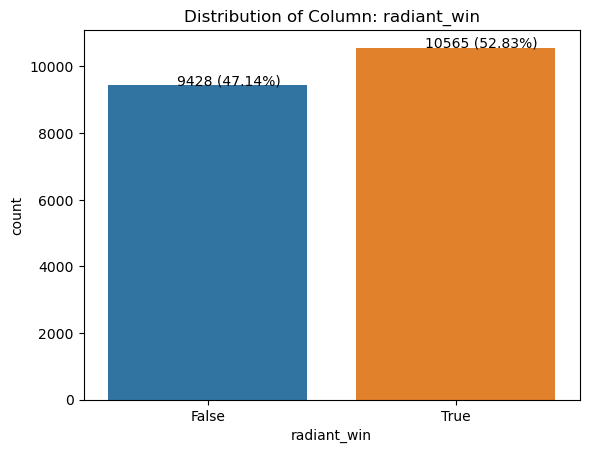 Distribution of Column: radiant_win
10565 (52.83%)
9428 (47.14%)
10000
8000
6000
4000
2000
0
count
False
True
radiant_win